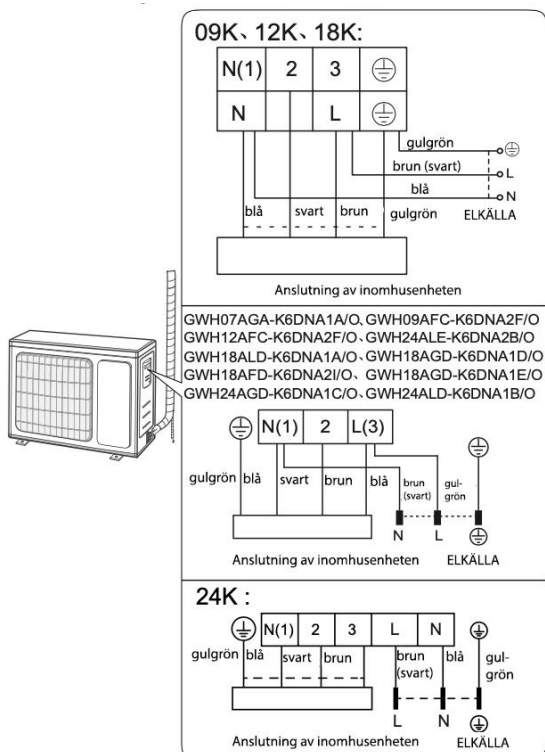 09K、12K、18K:
N(1) 2 3
N L
gulgrön
brun (svart) L
blå N
blå svart brun gulgrön ELKÄLLA
Anslutning av inomhusenheten
GWH07AGA-K6DNA1A/O、GWH09AFC-K6DNA2F/O
GWH12AFC-K6DNA2F/O、GWH24ALE-K6DNA2B/O
GWH18ALD-K6DNA1A/O、GWH18AGD-K6DNA1D/O
GWH18AFD-K6DNA2I/O、GWH18AGD-K6DNA1E/O
GWH24AGD-K6DNA1C/O、GWH24ALD-K6DNA1B/O
N(1) 2 L(3)
gulgrön blå svart brun blå brun (svart) gul-grön
N L
Anslutning av inomhusenheten ELKÄLLA
24K :
N(1) 2 3 L N
gulgrön blå svart brun brun (svart) blå gul-grön
L N
Anslutning av inomhusenheten ELKÄLLA